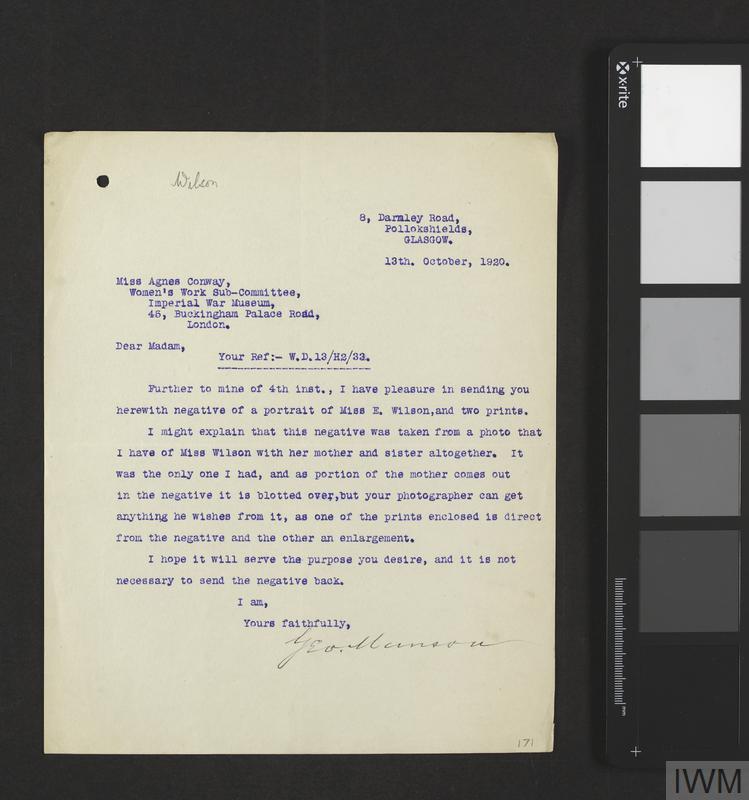 Wilson
8, Darnley Road,
Pollokshields,
GLASGOW.
13th. October, 1920.
Miss Agnes Conway,
Women's Work Sub-Committee,
Imperial War Museum,
45, Buckingham Palace Road,
London.
Dear Madam,
Your Ref:- W.D.13/H2/33.
Further to mine of 4th inst., I have pleasure in sending you
herewith negative of a portrait of Miss E. Wilson,and two prints.
I might explain that this negative was taken from a photo that
I have of Miss Wilson with her mother and sister altogether. It
was the only one I had, and as portion of the mother comes out
in the negative it is blotted over,but your photographer can get
anything he wishes from it, as one of the prints enclosed is direct
from the negative and the other an enlargement.
I hope it will serve the purpose you desire, and it is not
necessary to send the negative back.
I am,
Yours faithfully,
Geo. Munson
171
x·rite
mm
IWM